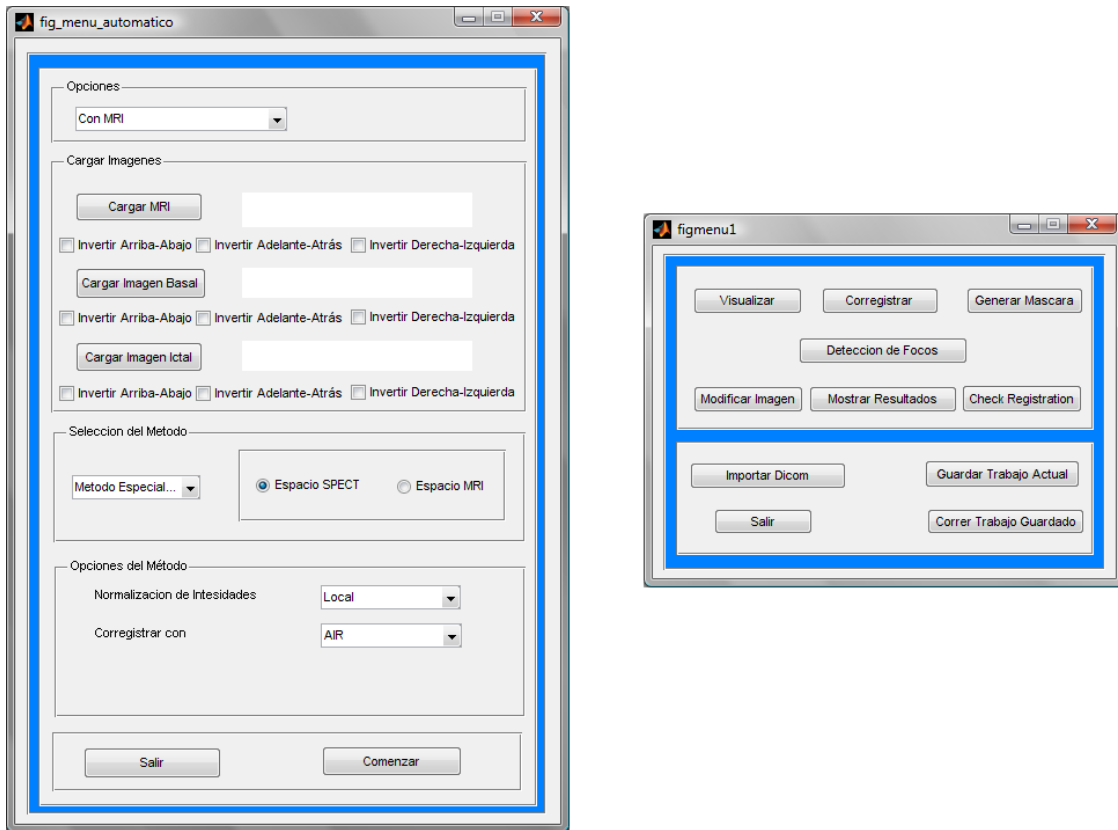 fig_menu_automatico
Opciones
Con MRI
Cargar Imagenes
Cargar MRI
Invertir Arriba-Abajo Invertir Adelante-Atrás Invertir Derecha-Izquierda
Cargar Imagen Basal
Invertir Arriba-Abajo Invertir Adelante-Atrás Invertir Derecha-Izquierda
Cargar Imagen Ictal
Invertir Arriba-Abajo Invertir Adelante-Atrás Invertir Derecha-Izquierda
Seleccion del Metodo
Metodo Especial... Espacio SPECT Espacio MRI
Opciones del Método
Normalizacion de Intesidades Local
Corregistrar con AIR
Salir Comenzar
figmenu1
Visualizar Corregistrar Generar Mascara
Deteccion de Focos
Modificar Imagen Mostrar Resultados Check Registration
Importar Dicom Guardar Trabajo Actual
Salir Correr Trabajo Guardado